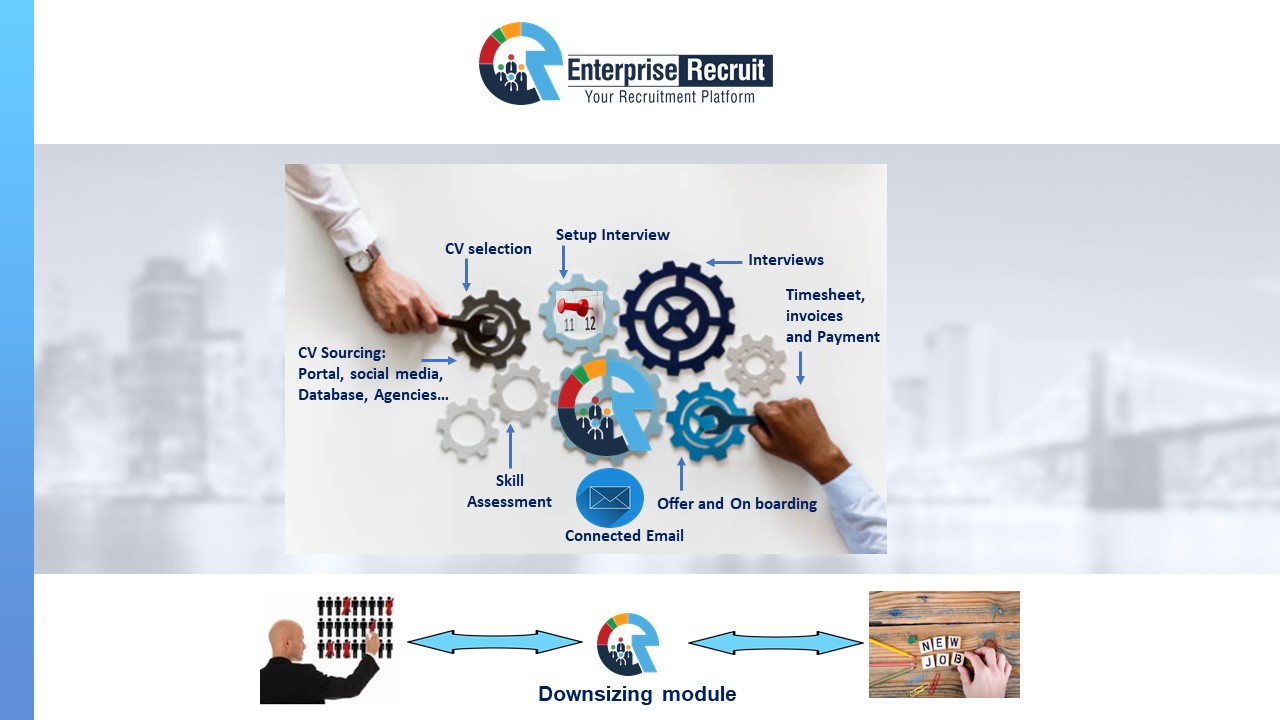 Enterprise Recruit
Your Recruitment Platform
CV selection
Setup Interview
Interviews
Timesheet,
invoices
and Payment
11 12
CV Sourcing:
Portal, social media,
Database, Agencies...
Skill
Assessment
Offer and On boarding
Connected Email
NEW
JOB
Downsizing module